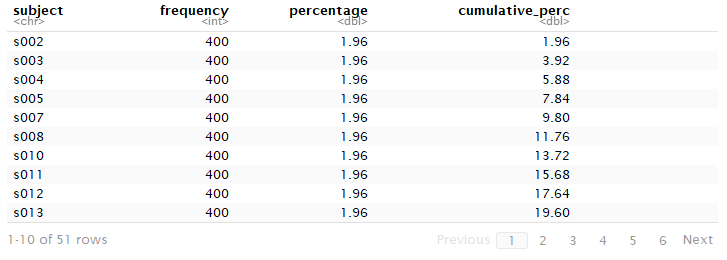 subject frequency percentage cumulative_perc
<chr> <int> <dbl> <dbl>
s002 400 1.96 1.96
s003 400 1.96 3.92
s004 400 1.96 5.88
s005 400 1.96 7.84
s007 400 1.96 9.80
s008 400 1.96 11.76
s010 400 1.96 13.72
s011 400 1.96 15.68
s012 400 1.96 17.64
s013 400 1.96 19.60
1-10 of 51 rows Previous 1 2 3 4 5 6 Next